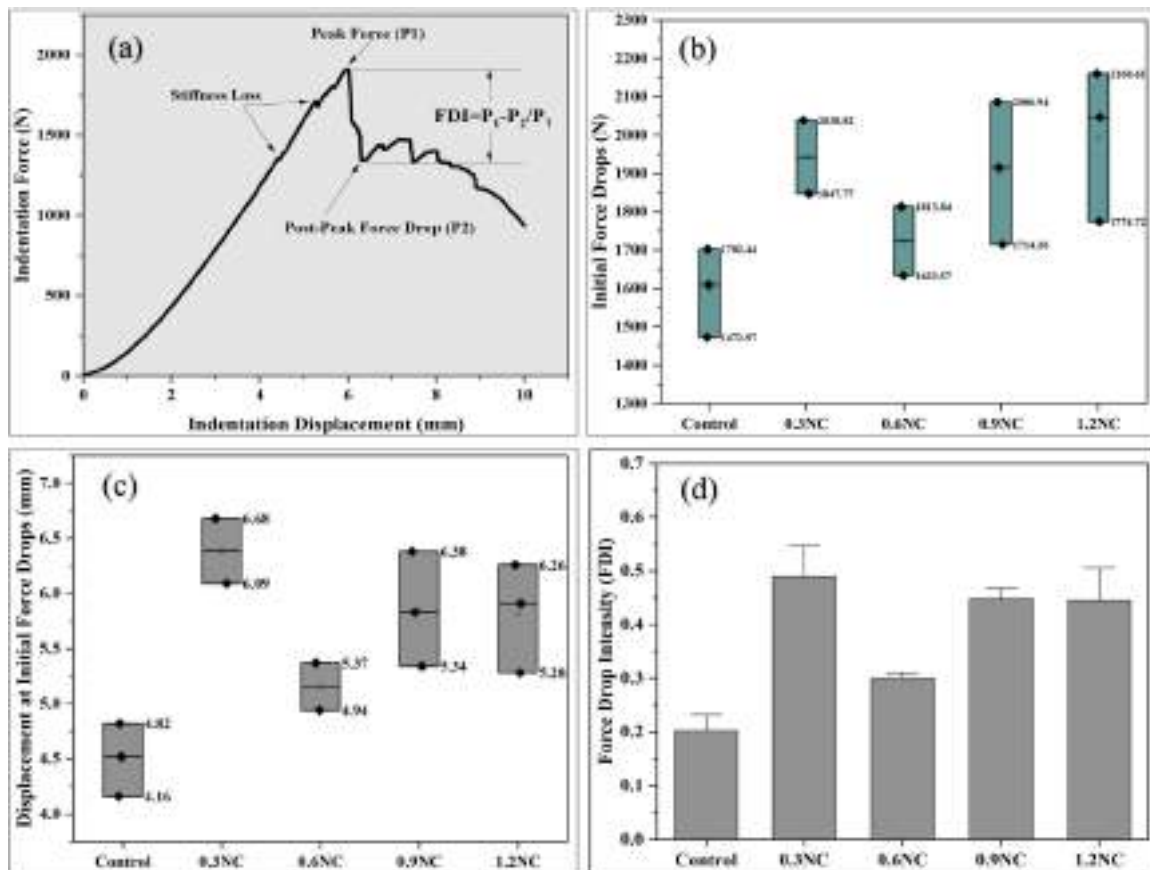 (a)
Peak Force (P1)
Stiffness Loss
FDI=P1-P2/P1
Post-Peak Force Drop (P2)
Indentation Force (N)
2000
1500
1000
500
0
0 2 4 6 8 10
Indentation Displacement (mm)
(b)
Initial Force Drops (N)
2300
2200
2100
2000
1900
1800
1700
1600
1500
1400
1300
1847.77
2086.94
Control 0.3NC 0.6NC 0.9NC 1.2NC
(c)
Displacement at Initial Force Drops (mm)
7.0
6.5
6.0
5.5
5.0
4.5
4.0
4.82
4.16
6.68
6.09
5.37
4.94
6.38
5.34
6.26
5.28
Control 0.3NC 0.6NC 0.9NC 1.2NC
(d)
Force Drop Intensity (FDI)
0.7
0.6
0.5
0.4
0.3
0.2
0.1
0.0
Control 0.3NC 0.6NC 0.9NC 1.2NC